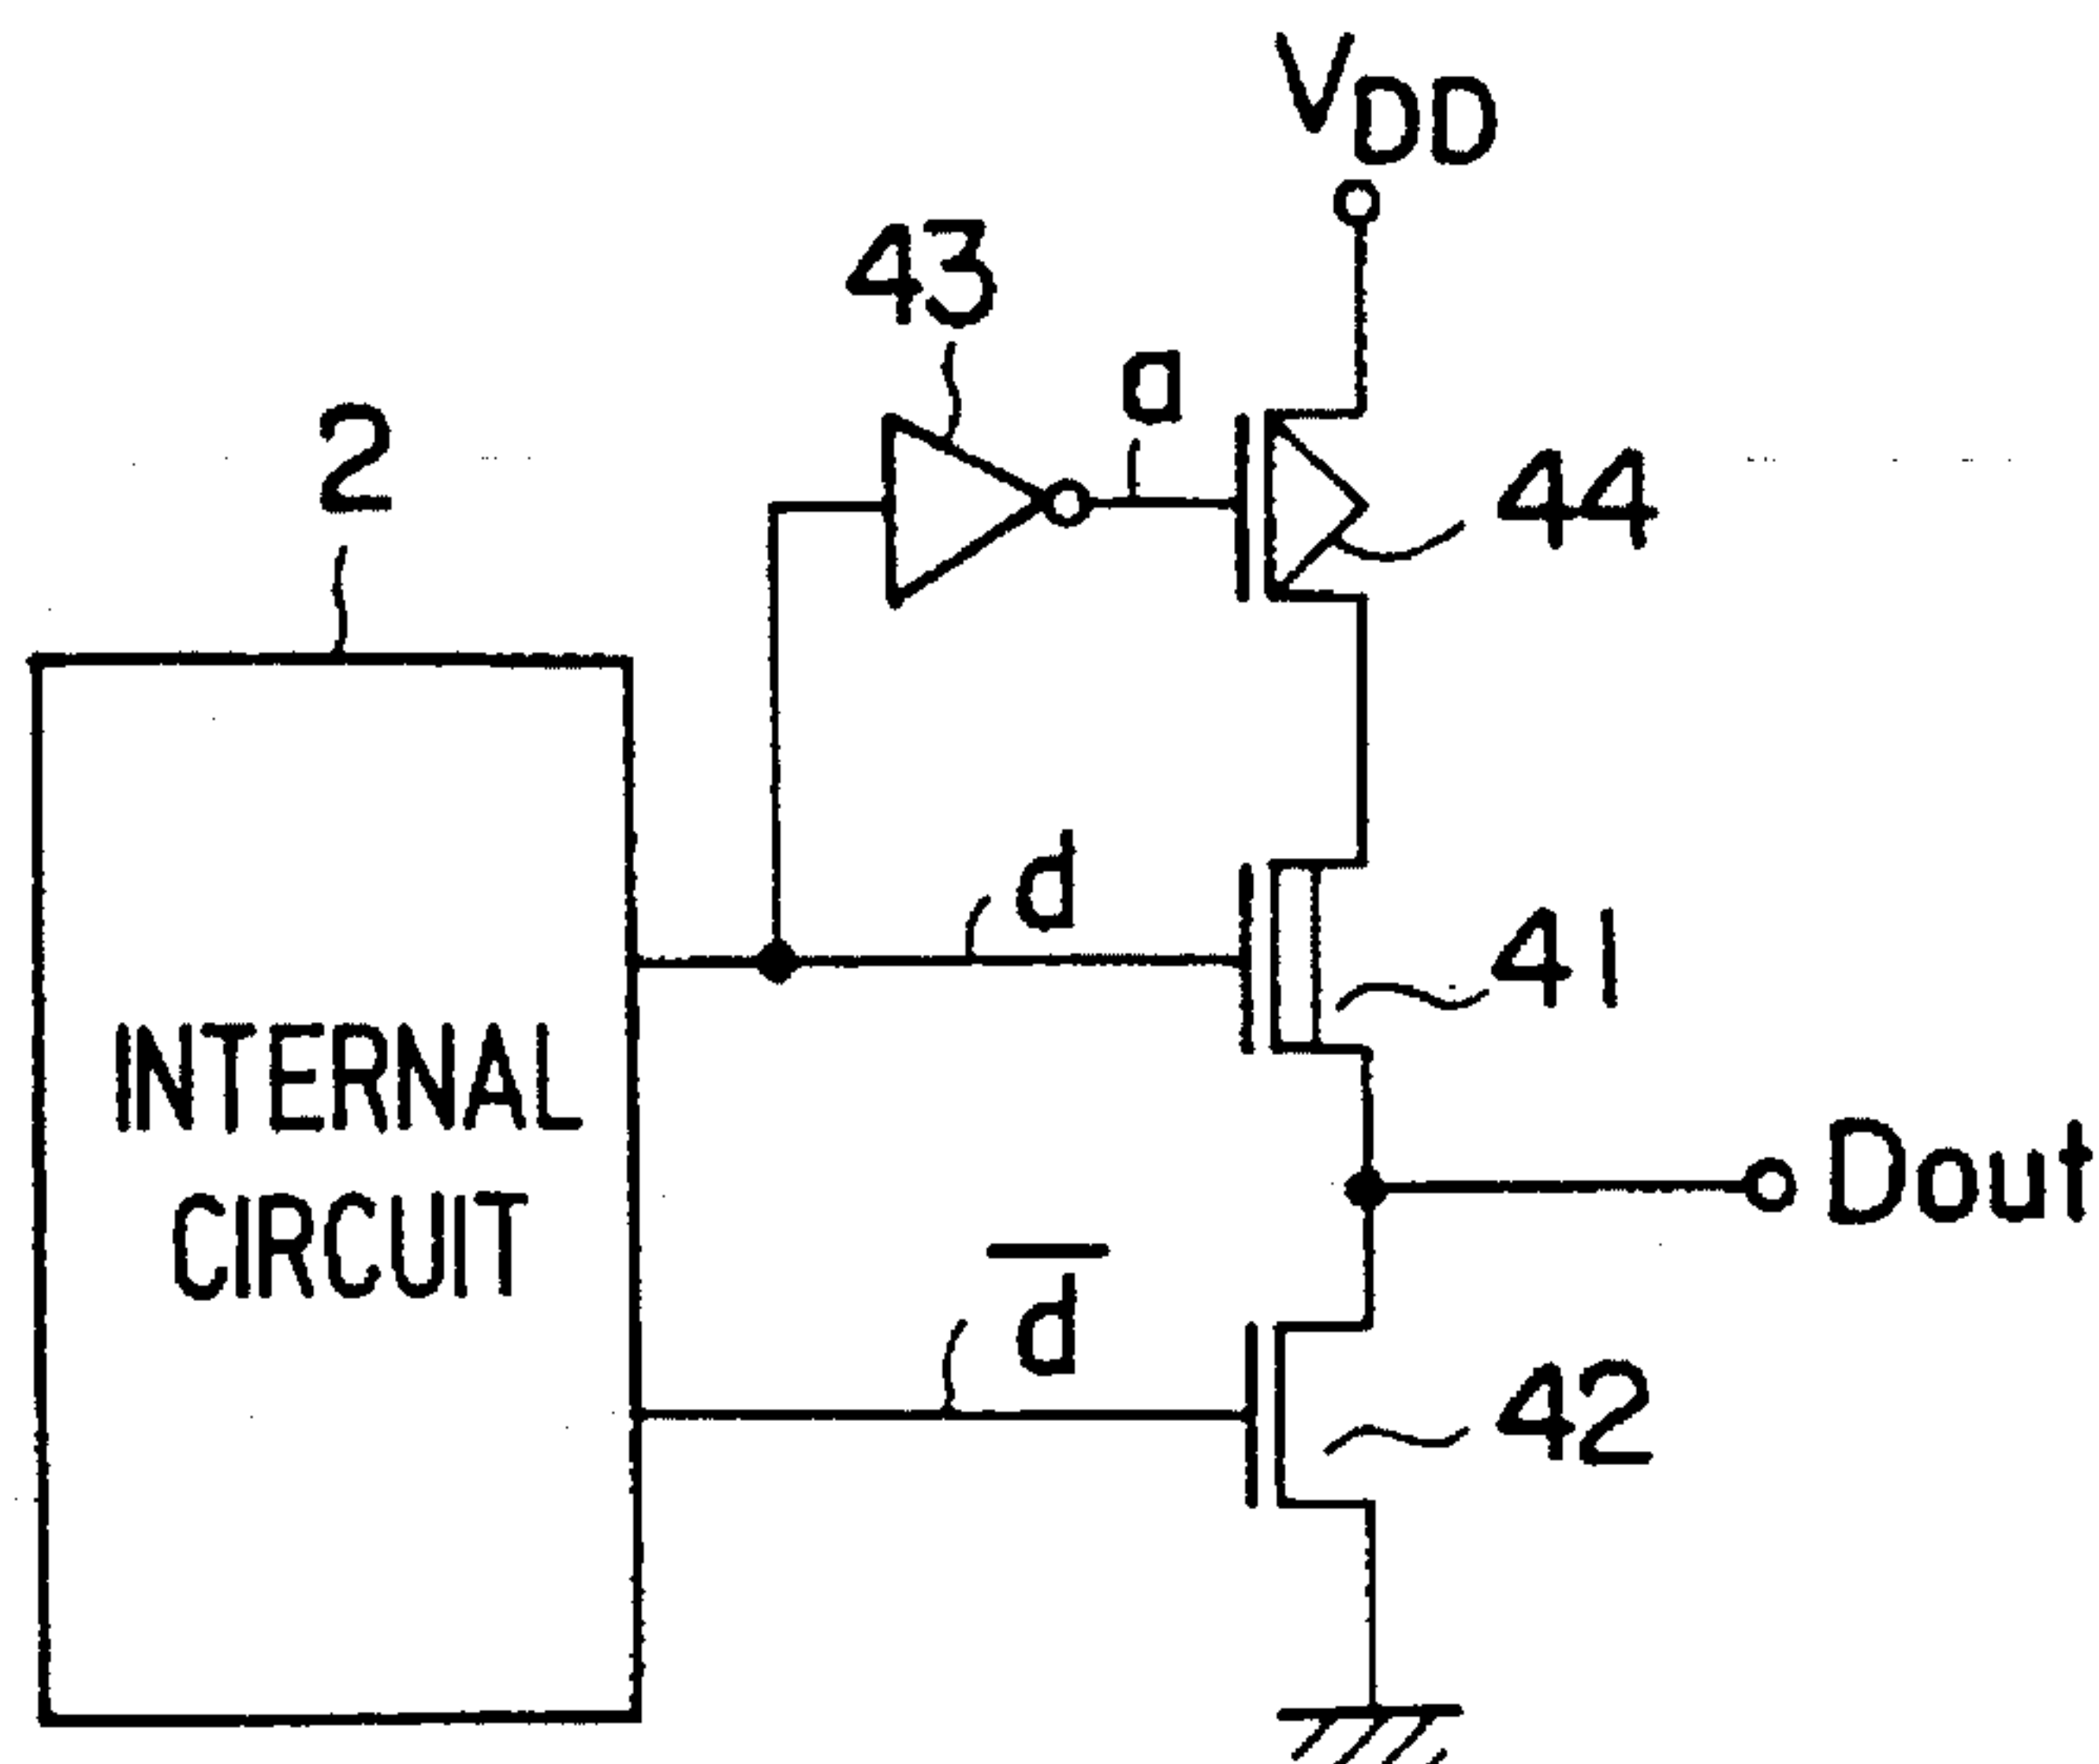 VDD
43
a
2
44
d
41
INTERNAL
CIRCUIT
Dout
d̅
42